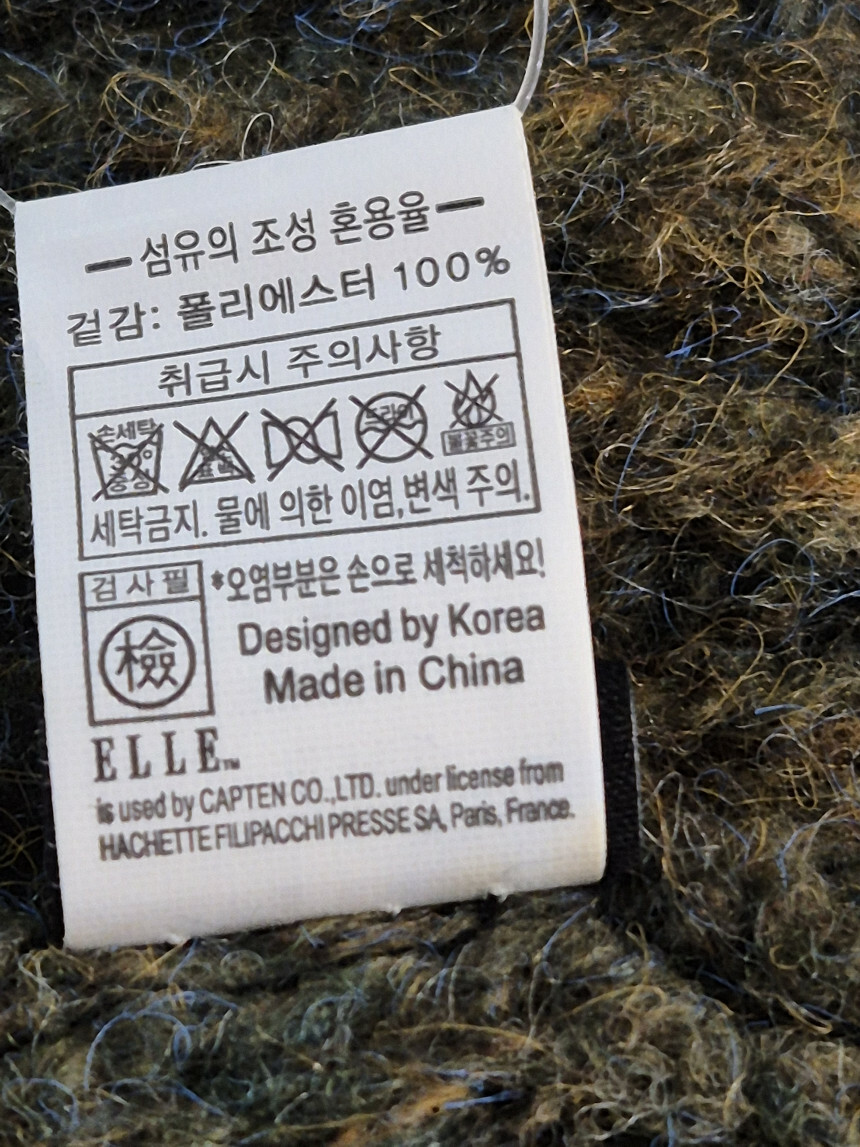 섬유의 조성 혼용율
겉감: 폴리에스터 100%
취급시 주의사항
손세탁
30°
중성
드라이
불꽃주의
세탁금지. 물에 의한 이염,변색 주의.
검사필
檢
*오염부분은 손으로 세척하세요!
Designed by Korea
Made in China
ELLE™
is used by CAPTEN CO.,LTD. under license from
HACHETTE FILIPACCHI PRESSE SA, Paris, France.